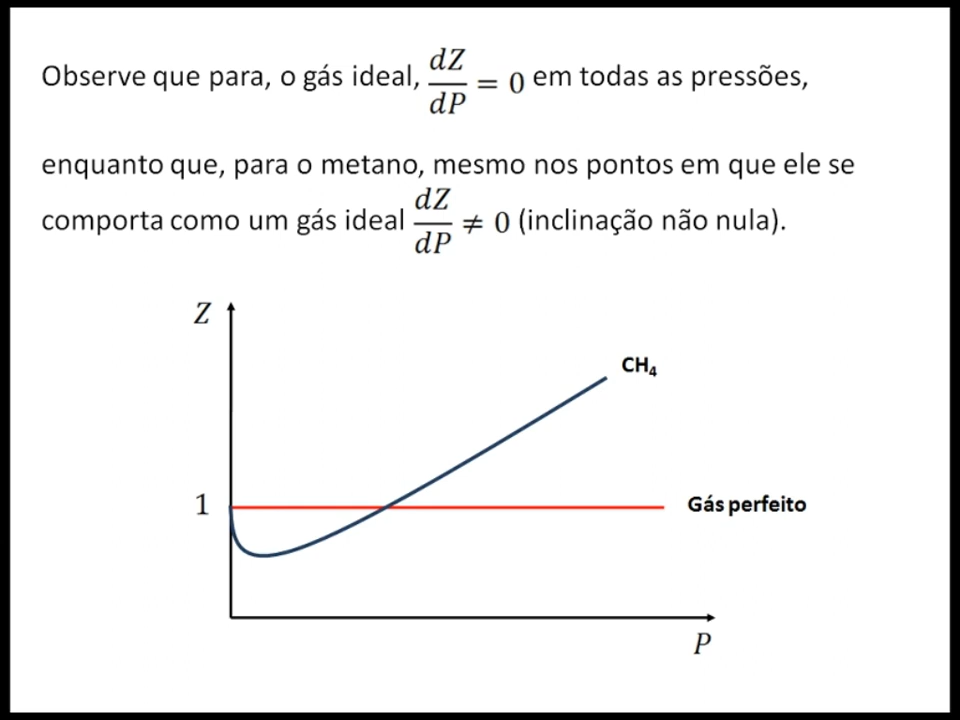 Observe que para, o gás ideal, dZ/dP = 0 em todas as pressões,
enquanto que, para o metano, mesmo nos pontos em que ele se
comporta como um gás ideal dZ/dP ≠ 0 (inclinação não nula).
Z
CH₄
1
Gás perfeito
P